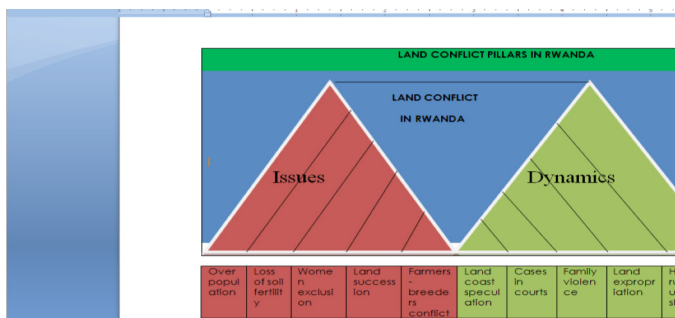 LAND CONFLICT PILLARS IN RWANDA
LAND CONFLICT
IN RWANDA
Issues
Dynamics
Over
popul
ation
Loss
of soil
fertilit
y
Wome
n
exclusi
on
Land
success
ion
Farmers
-
breede
rs
conflict
Land
coast
specul
ation
Cases
in
courts
Family
violen
ce
Land
expropr
iation